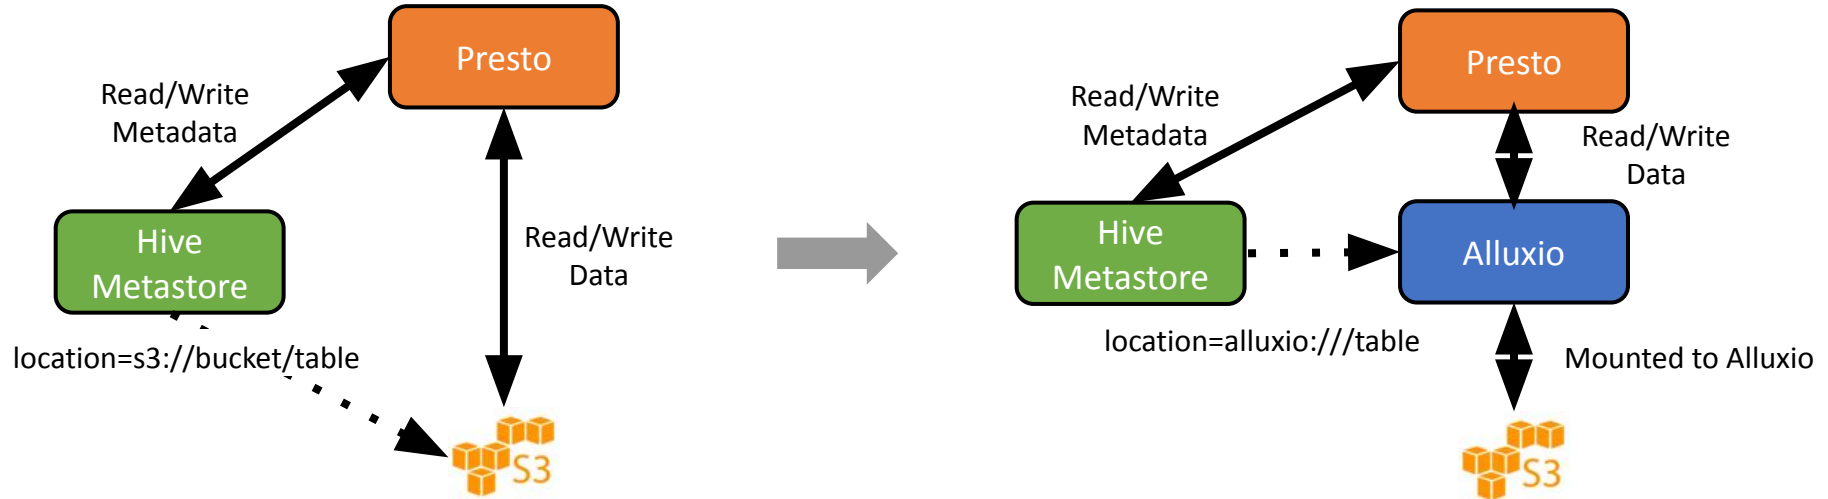 Presto
Read/Write
Metadata
Hive
Metastore
Read/Write
Data
location=s3://bucket/table
S3
Presto
Read/Write
Metadata
Read/Write
Data
Hive
Metastore
Alluxio
location=alluxio:///table
Mounted to Alluxio
S3